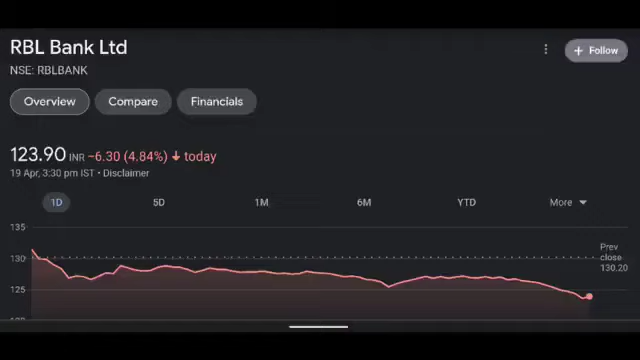 RBL Bank Ltd
+ Follow
NSE: RBLBANK
Overview
Compare
Financials
123.90 INR −6.30 (4.84%) ↓ today
19 Apr, 3:30 pm IST • Disclaimer
1D
5D
1M
6M
YTD
More
135
130
125
Prev
close
130.20